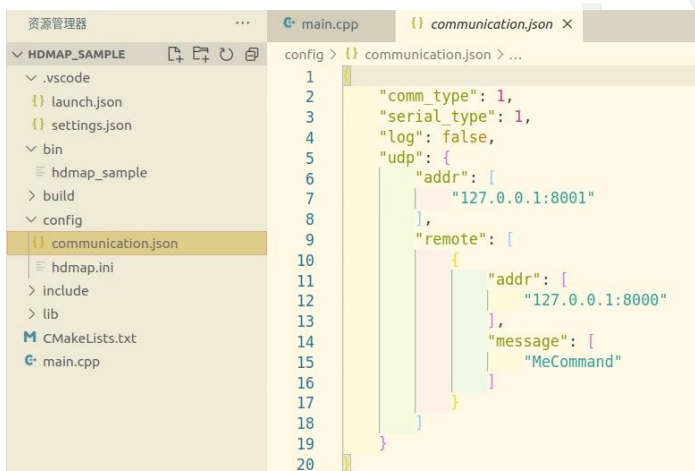 资源管理器
HDMAP_SAMPLE
.vscode
{} launch.json
{} settings.json
bin
hdmap_sample
build
config
{} communication.json
hdmap.ini
include
lib
M CMakeLists.txt
main.cpp
main.cpp
{} communication.json ×
config > {} communication.json > ...
1 {
2 "comm_type": 1,
3 "serial_type": 1,
4 "log": false,
5 "udp": {
6 "addr": [
7 "127.0.0.1:8001"
8 ],
9 "remote": [
10 {
11 "addr": [
12 "127.0.0.1:8000"
13 ],
14 "message": [
15 "MeCommand"
16 ]
17 }
18 ]
19 }
20 }